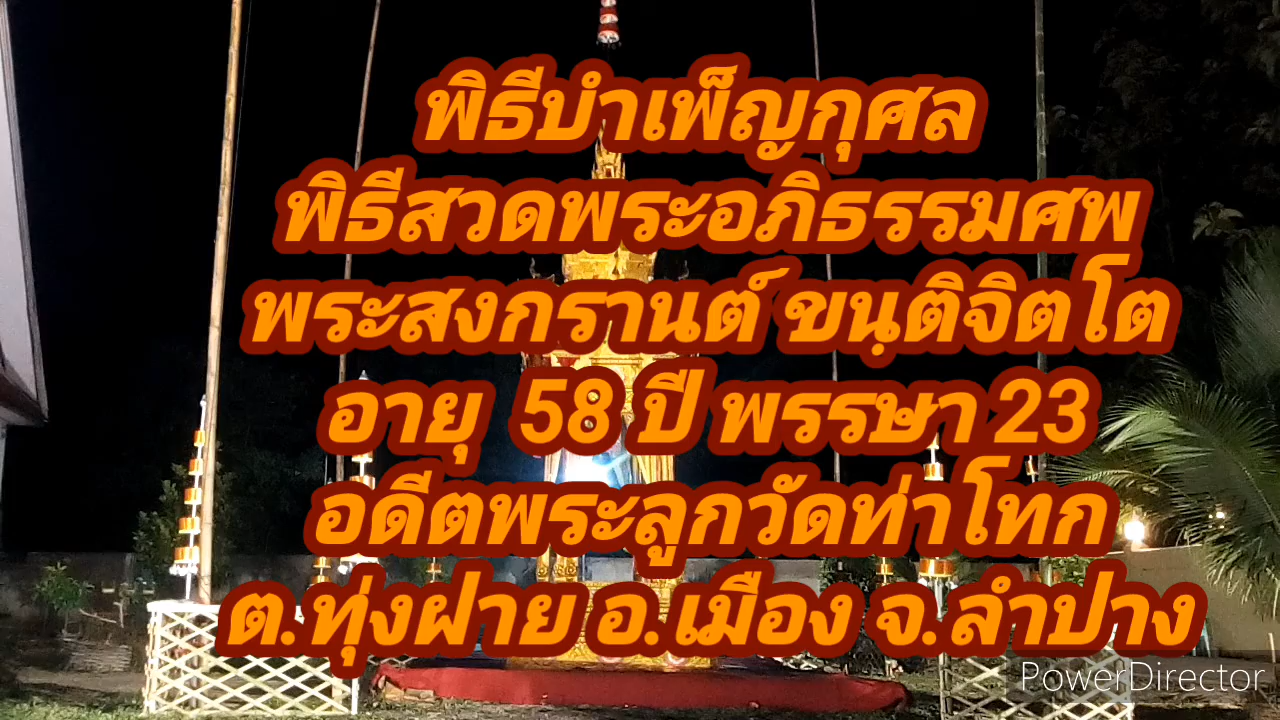 พิธีบำเพ็ญกุศล
พิธีสวดพระอภิธรรมศพ
พระสงกรานต์ ขนฺติจิตโต
อายุ 58 ปี พรรษา 23
อดีตพระลูกวัดท่าโทก
ต.ทุ่งฝาย อ.เมือง จ.ลำปาง
PowerDirector